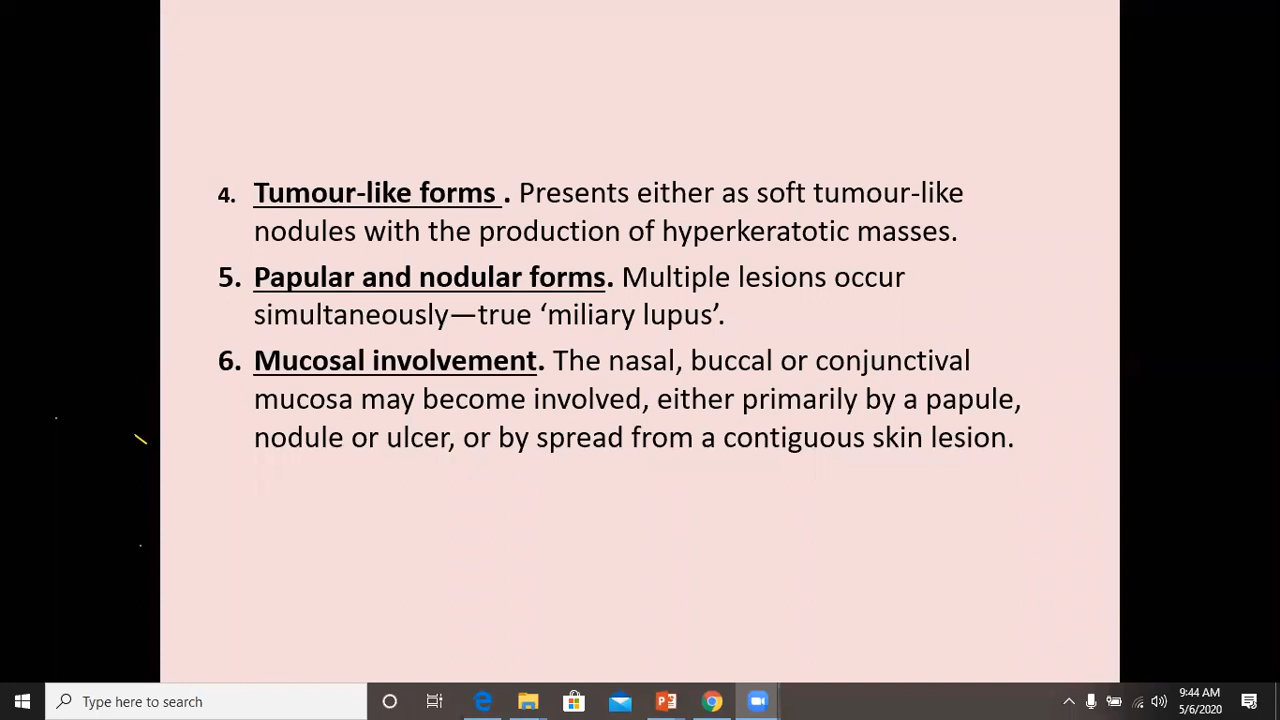 4. Tumour-like forms . Presents either as soft tumour-like
nodules with the production of hyperkeratotic masses.
5. Papular and nodular forms. Multiple lesions occur
simultaneously—true ‘miliary lupus’.
6. Mucosal involvement. The nasal, buccal or conjunctival
mucosa may become involved, either primarily by a papule,
nodule or ulcer, or by spread from a contiguous skin lesion.
Type here to search
9:44 AM
5/6/2020